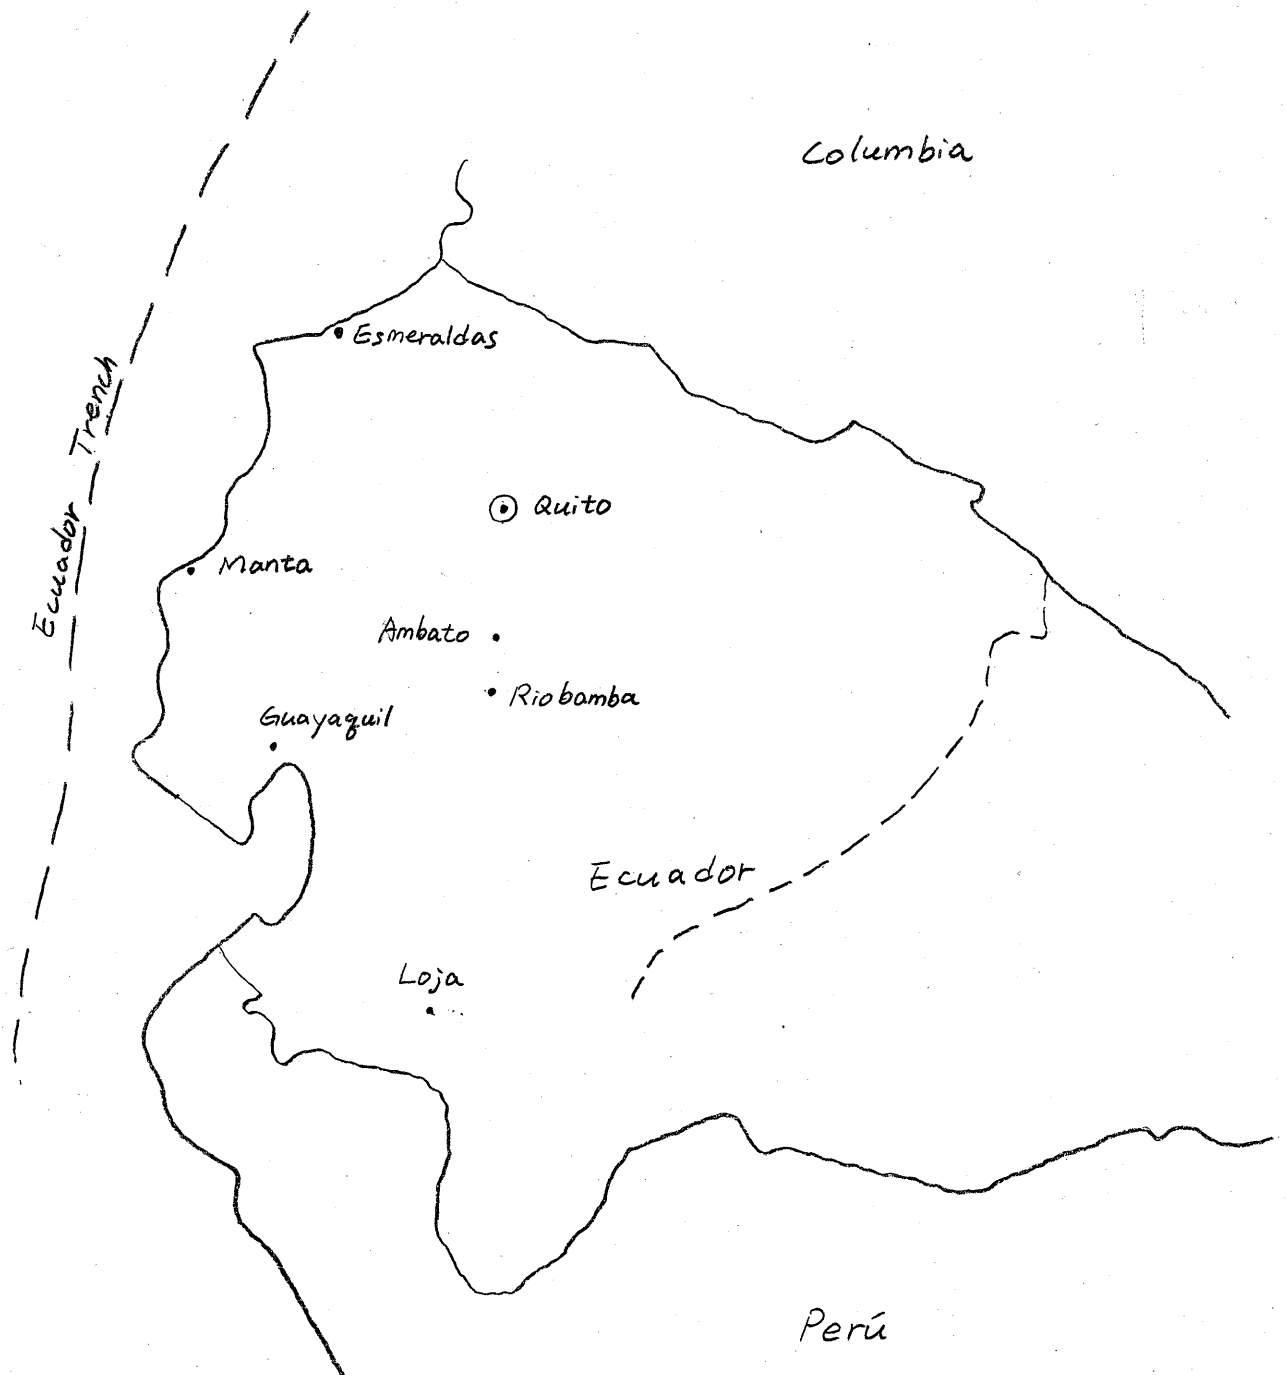 Columbia
Esmeraldas
Ecuador Trench
Quito
Manta
Ambato
Riobamba
Guayaquil
Ecuador
Loja
Perú